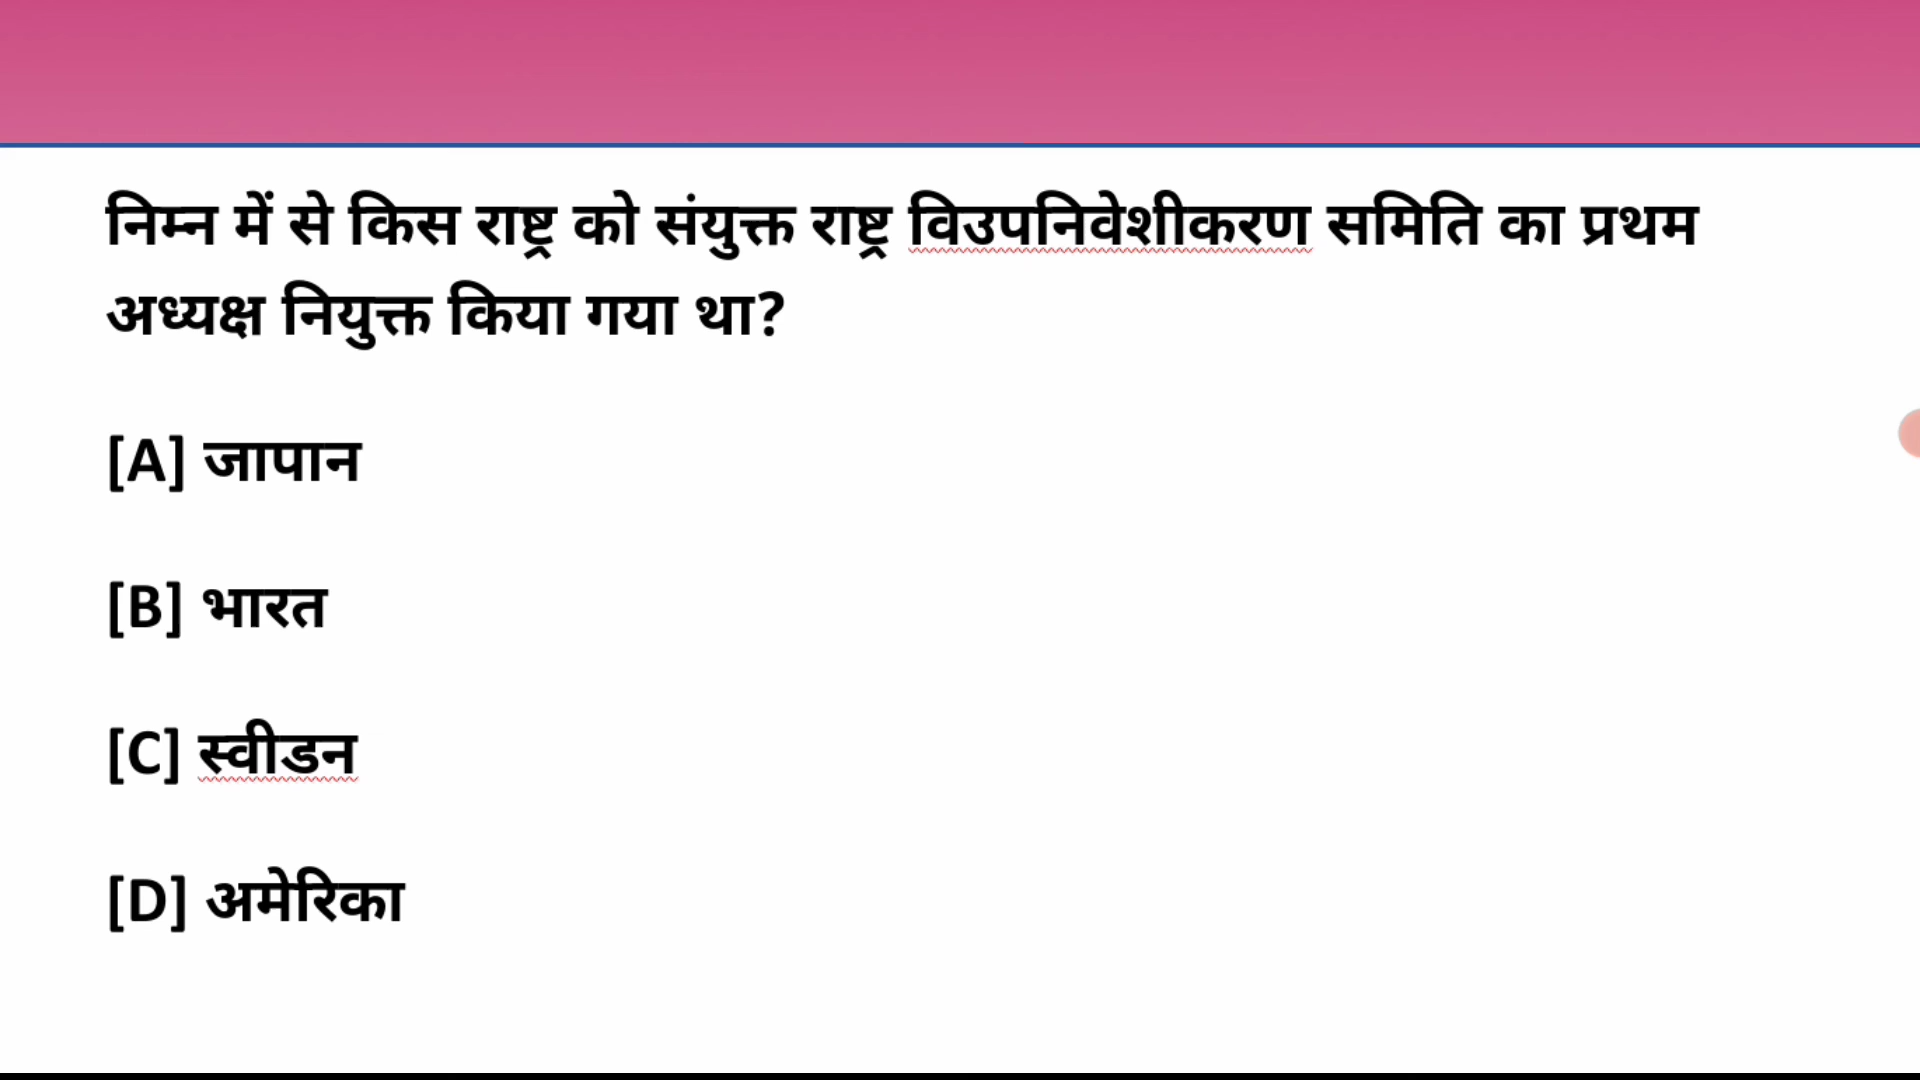 निम्न में से किस राष्ट्र को संयुक्त राष्ट्र विउपनिवेशीकरण समिति का प्रथम
अध्यक्ष नियुक्त किया गया था?
[A] जापान
[B] भारत
[C] स्वीडन
[D] अमेरिका